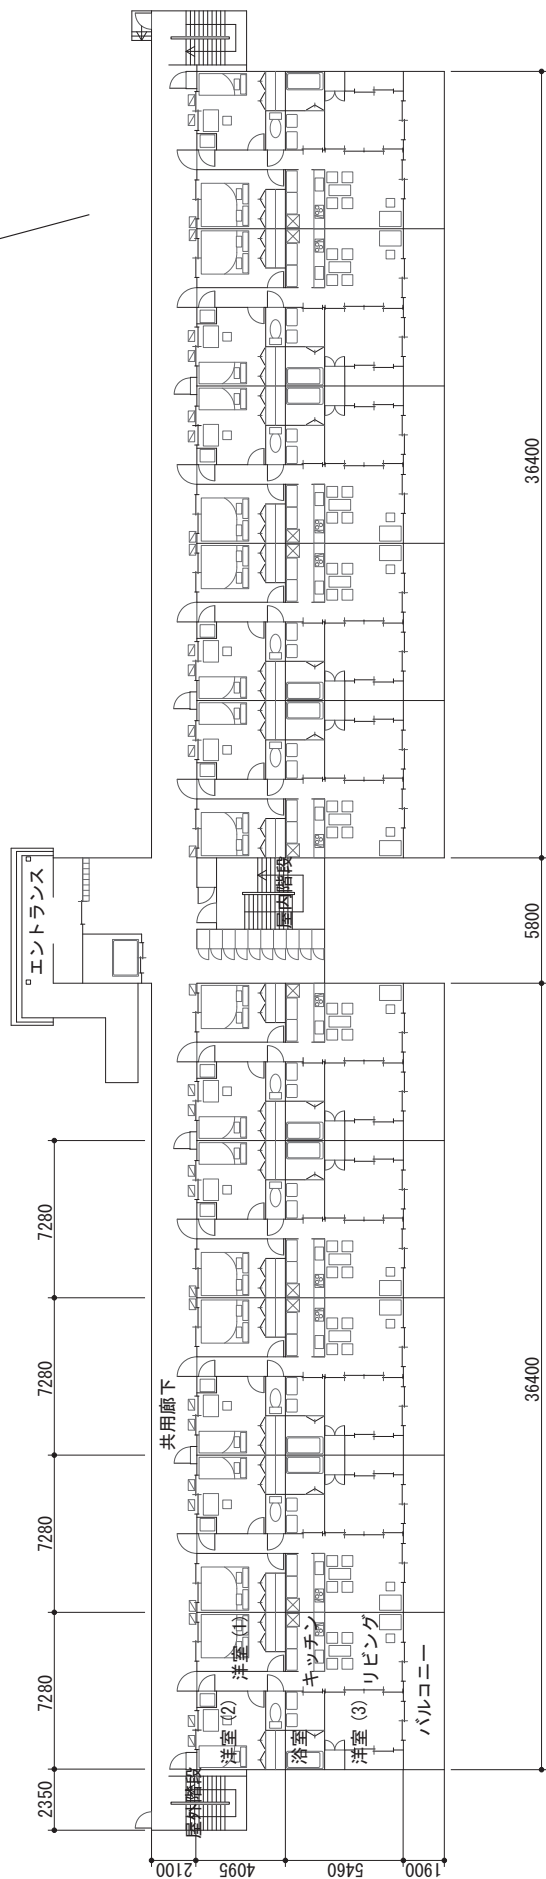 エントランス
36400
屋内階段
5800
7280
7280
7280
7280
2350
共用廊下
36400
洋室 (1)
洋室 (2)
キッチン
リビング
浴室
洋室 (3)
バルコニー
屋外階段
2100
4095
5460
1900